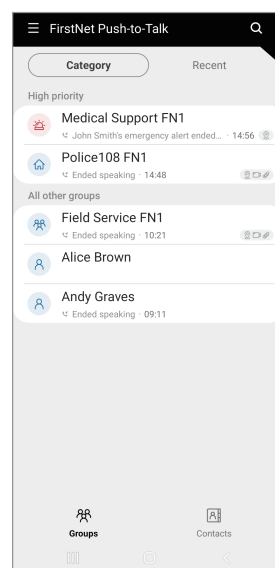 FirstNet Push-to-Talk
Category Recent
High priority
Medical Support FN1
John Smith's emergency alert ended... · 14:56
Police108 FN1
Ended speaking · 14:48
All other groups
Field Service FN1
Ended speaking · 10:21
Alice Brown
Andy Graves
Ended speaking · 09:11
Groups Contacts